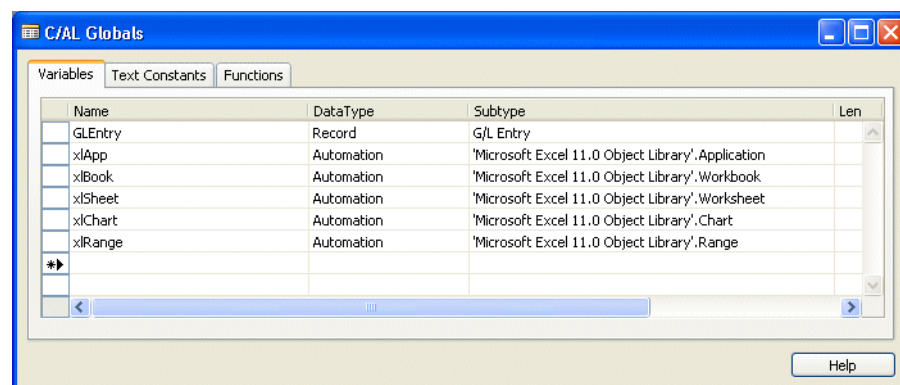 C/AL Globals
Variables Text Constants Functions
Name DataType Subtype Len
GLEntry Record G/L Entry
xlApp Automation 'Microsoft Excel 11.0 Object Library'.Application
xlBook Automation 'Microsoft Excel 11.0 Object Library'.Workbook
xlSheet Automation 'Microsoft Excel 11.0 Object Library'.Worksheet
xlChart Automation 'Microsoft Excel 11.0 Object Library'.Chart
xlRange Automation 'Microsoft Excel 11.0 Object Library'.Range
Help